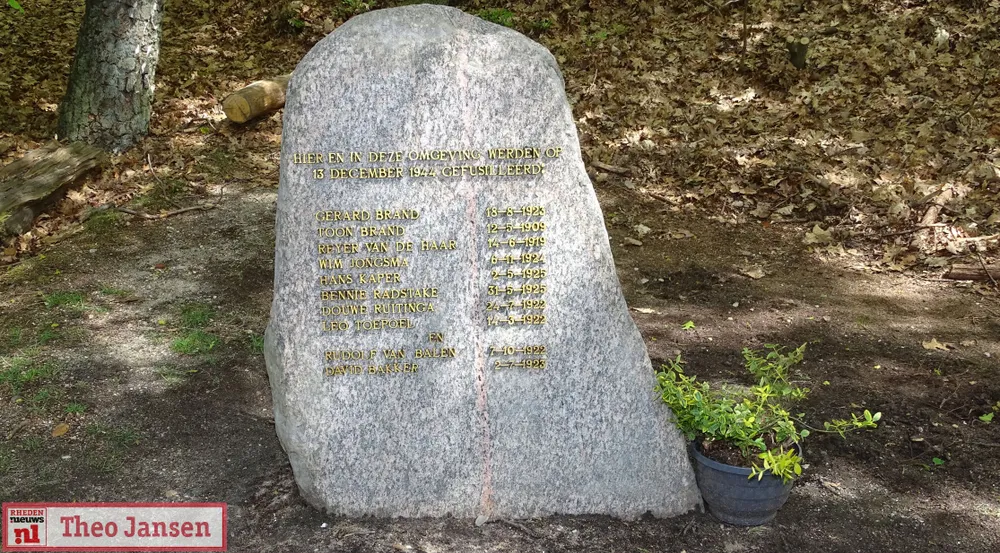 HIER EN IN DEZE OMGEVING WERDEN OP
13 DECEMBER 1944 GEFUSILLEERD:
GERARD BRAND 18-8-1923
TOON BRAND 12-5-1909
REYER VAN DE HAAR 14-6-1919
WIM JONGSMA 6-11-1924
HANS KAPER 2-5-1925
BENNIE RADSTAKE 31-5-1925
DOUWE RUITINGA 24-7-1922
LEO TOEPOEL 14-3-1922
EN
RUDOLF VAN BALEN 7-10-1922
DAVID BAKKER 2-7-1923
RHEDEN
nieuws
.nl
Theo Jansen